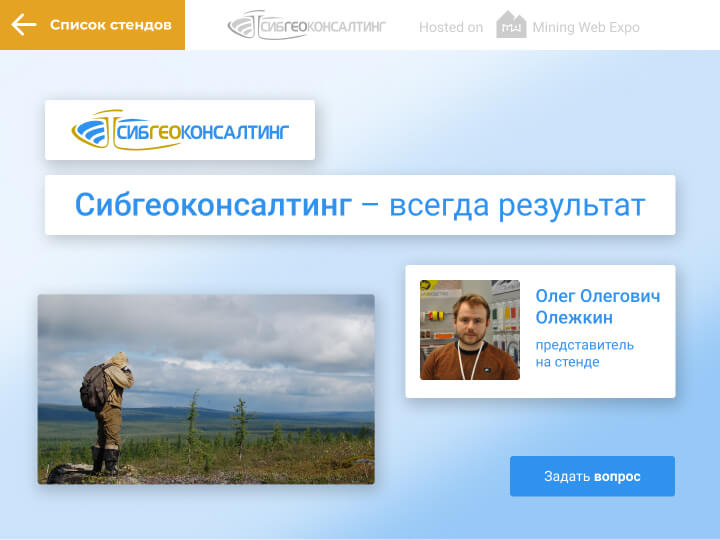 Список стендов
СИБГЕОКОНСАЛТИНГ
Hosted on
Mining Web Expo
СИБГЕОКОНСАЛТИНГ
Сибгеоконсалтинг – всегда результат
Олег Олегович
Олежкин
представитель
на стенде
Задать вопрос